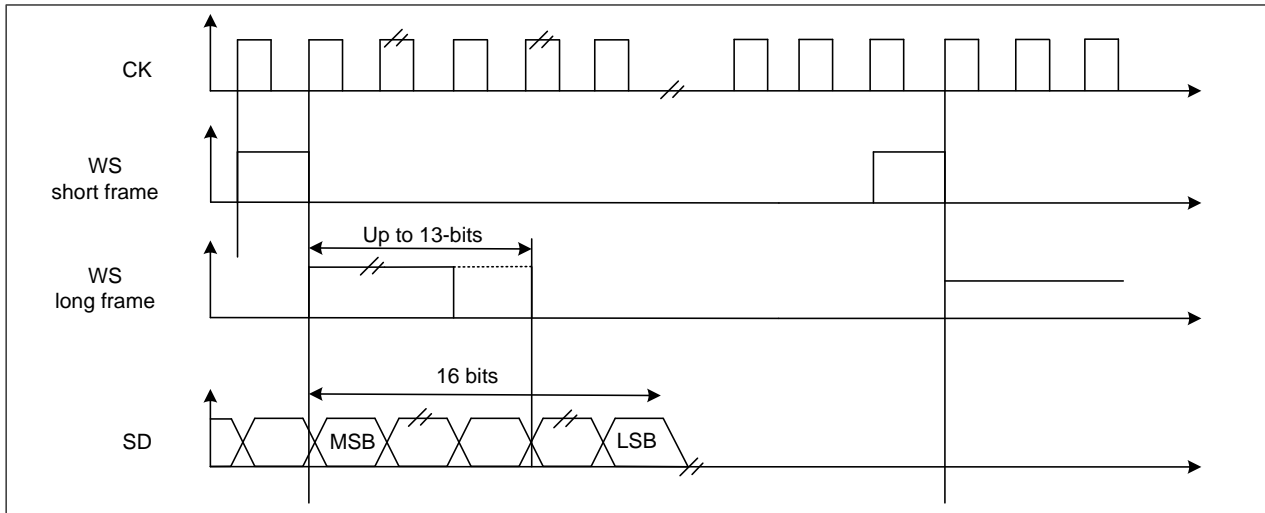 CK
WS
short frame
Up to 13-bits
WS
long frame
16 bits
SD
MSB
LSB